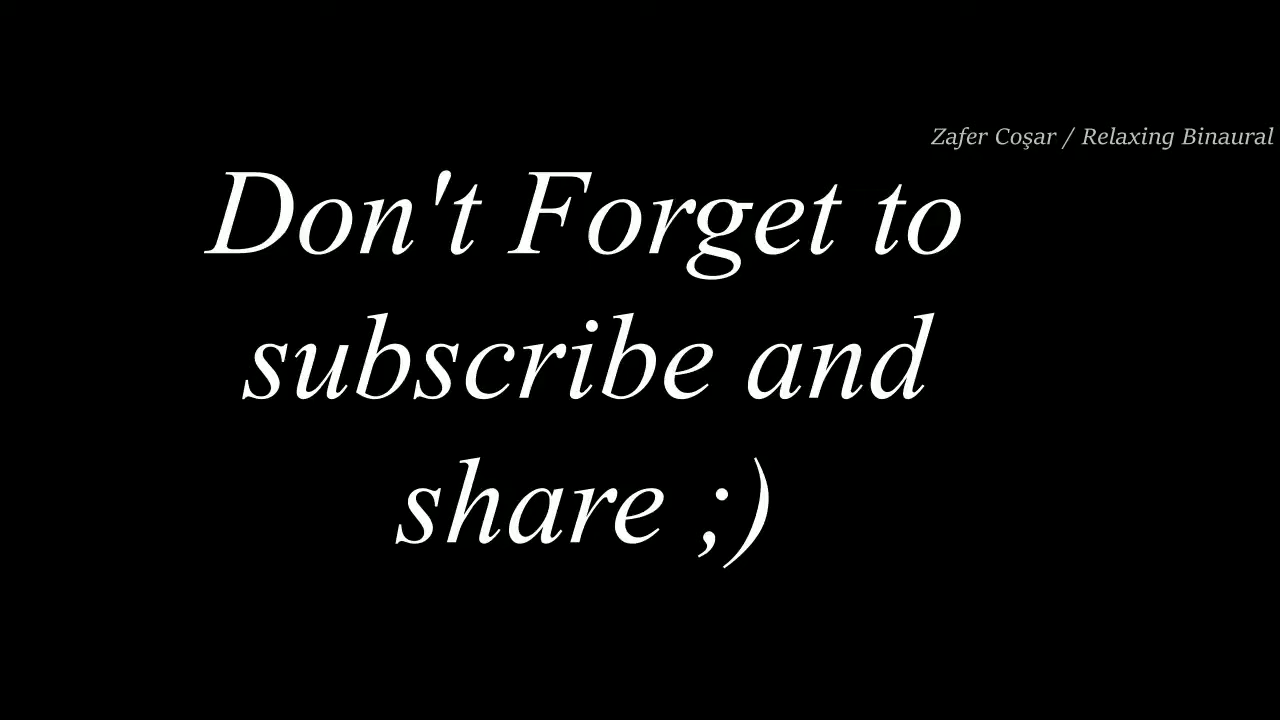 Zafer Coşar / Relaxing Binaural
Don't Forget to
subscribe and
share ;)